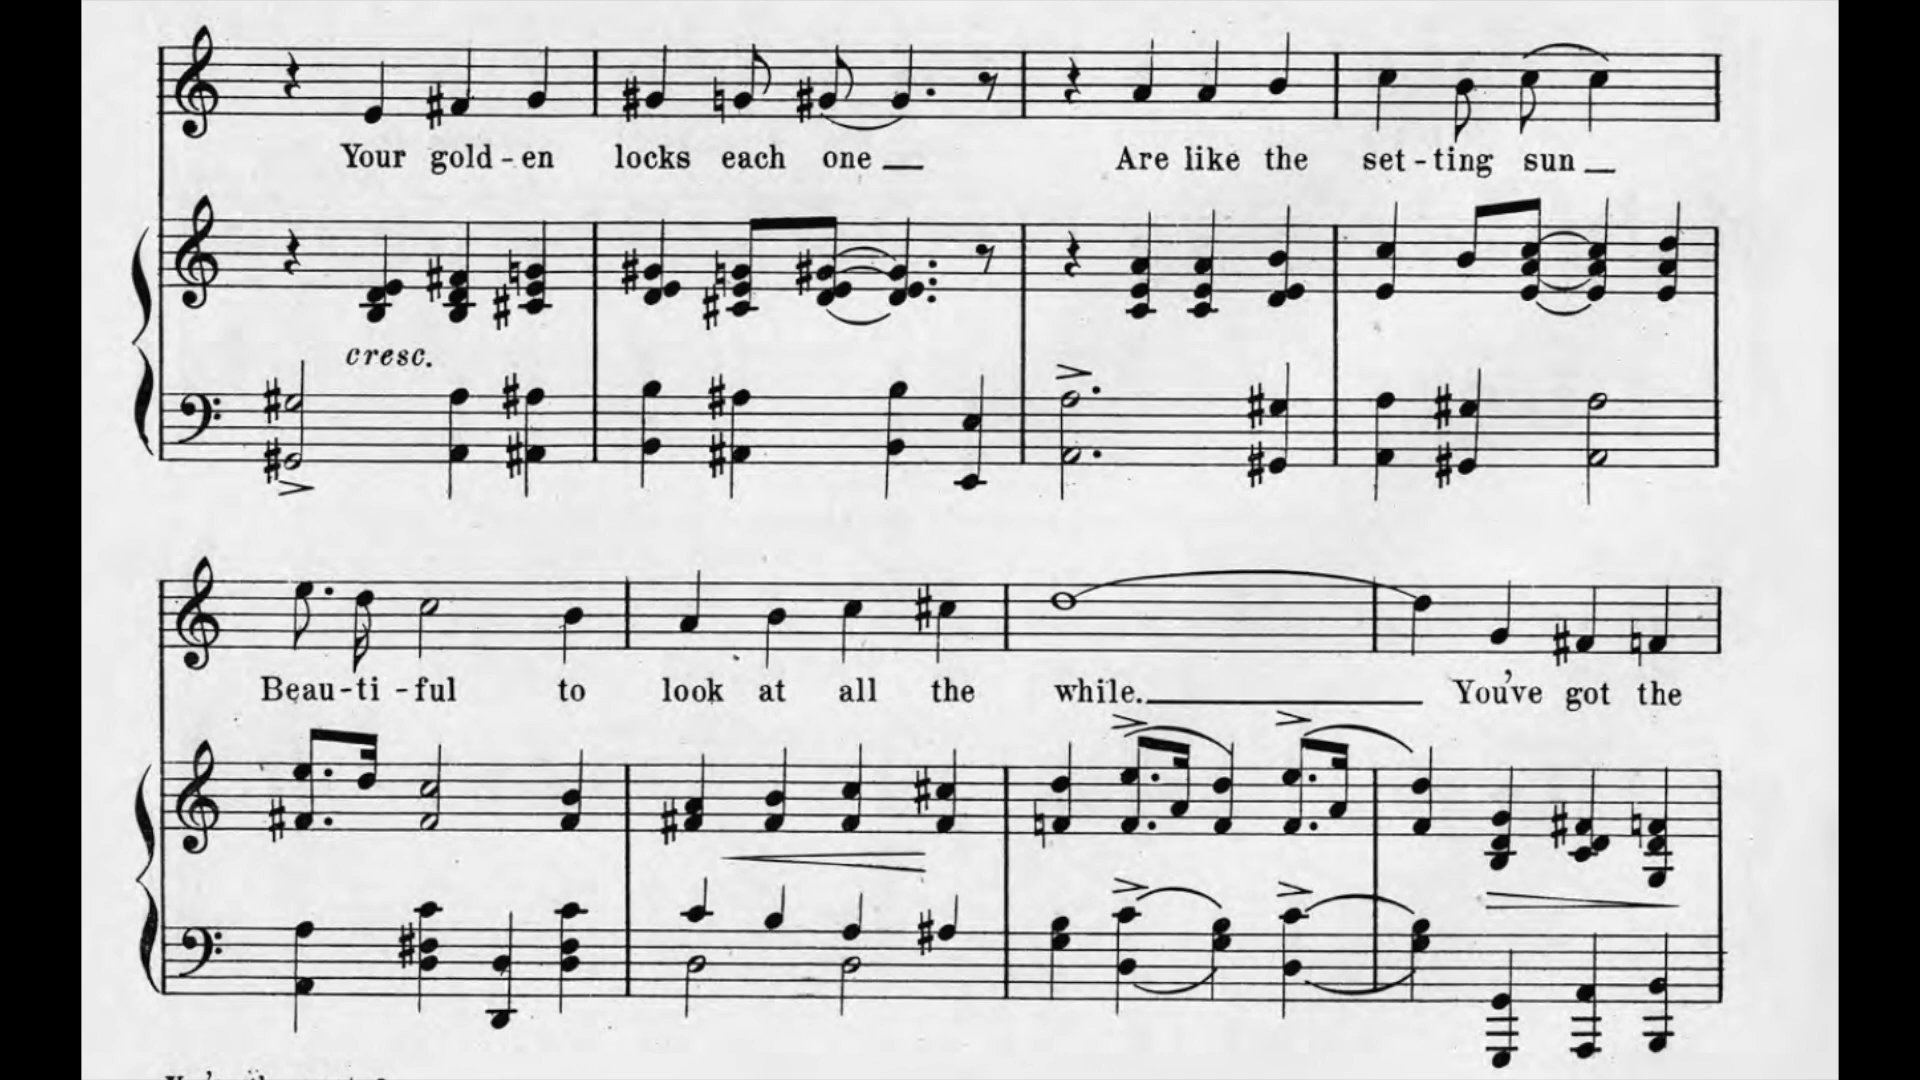 Your gold-en locks each one Are like the set-ting sun
cresc.
Beau-ti-ful to look at all the while. You've got the